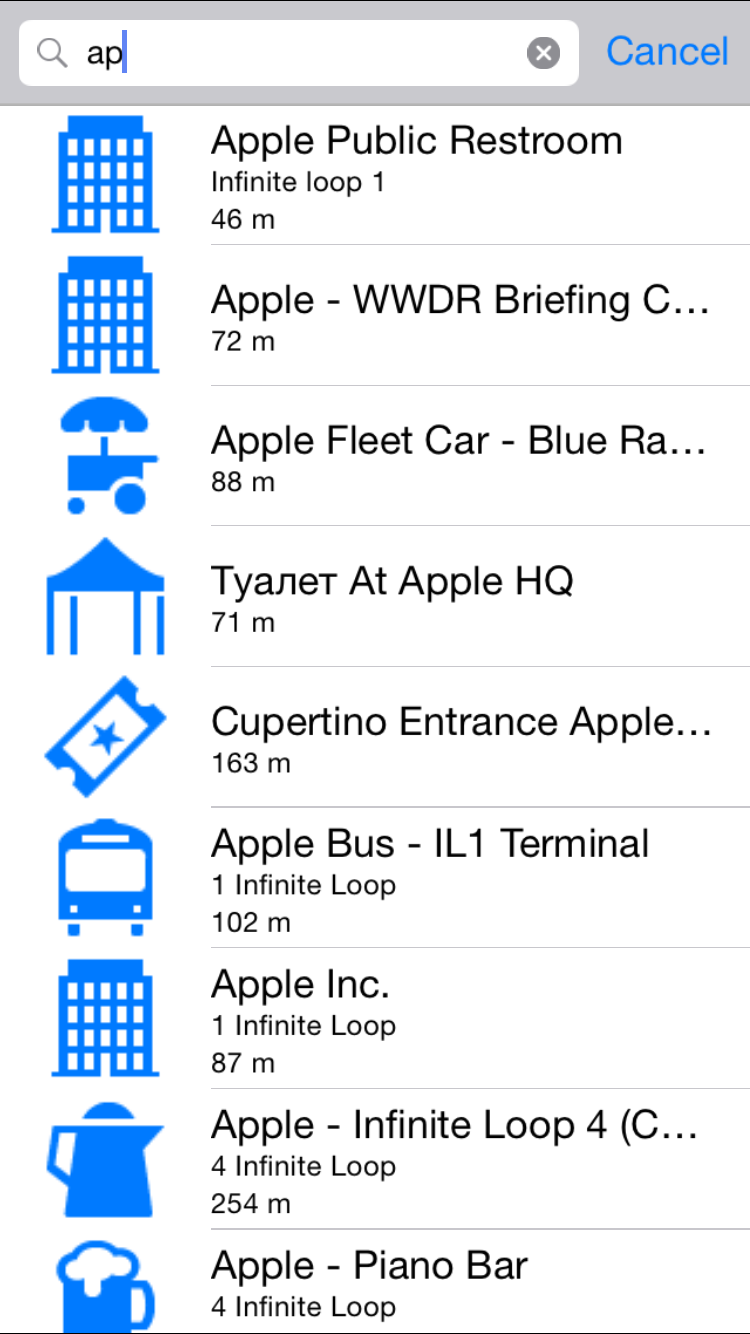 ap
Cancel
Apple Public Restroom
Infinite loop 1
46 m
Apple - WWDR Briefing C...
72 m
Apple Fleet Car - Blue Ra...
88 m
Туалет At Apple HQ
71 m
Cupertino Entrance Apple...
163 m
Apple Bus - IL1 Terminal
1 Infinite Loop
102 m
Apple Inc.
1 Infinite Loop
87 m
Apple - Infinite Loop 4 (C...
4 Infinite Loop
254 m
Apple - Piano Bar
4 Infinite Loop